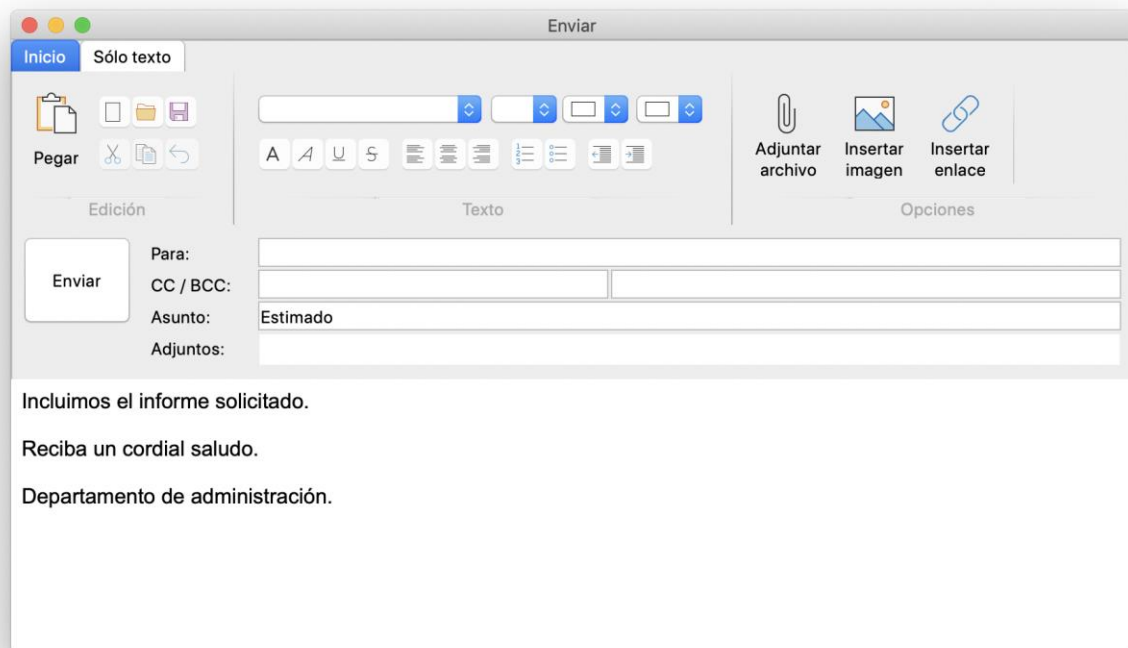 Enviar
Inicio Sólo texto
Pegar
Adjuntar archivo
Insertar imagen
Insertar enlace
Edición Texto Opciones
Enviar
Para:
CC / BCC:
Asunto: Estimado
Adjuntos:
Incluimos el informe solicitado.
Reciba un cordial saludo.
Departamento de administración.